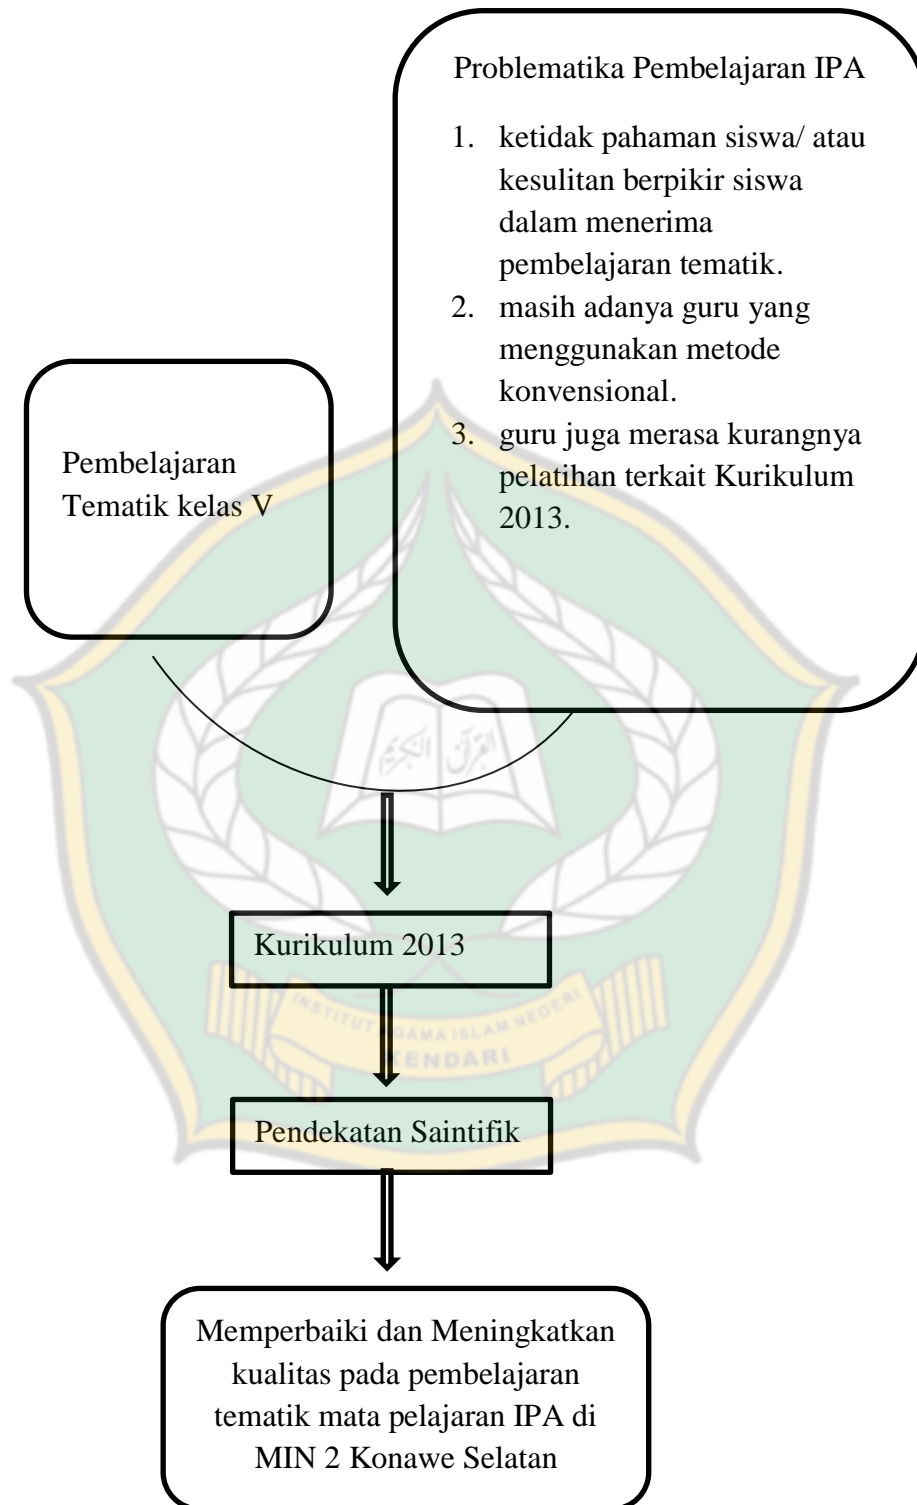 Problematika Pembelajaran IPA
1. ketidak pahaman siswa/ atau
kesulitan berpikir siswa
dalam menerima
pembelajaran tematik.
2. masih adanya guru yang
menggunakan metode
konvensional.
3. guru juga merasa kurangnya
pelatihan terkait Kurikulum
2013.
Pembelajaran
Tematik kelas V
القرآن الكريم
Kurikulum 2013
INSTITUT AGAMA ISLAM NEGERI
KENDARI
Pendekatan Saintifik
Memperbaiki dan Meningkatkan
kualitas pada pembelajaran
tematik mata pelajaran IPA di
MIN 2 Konawe Selatan